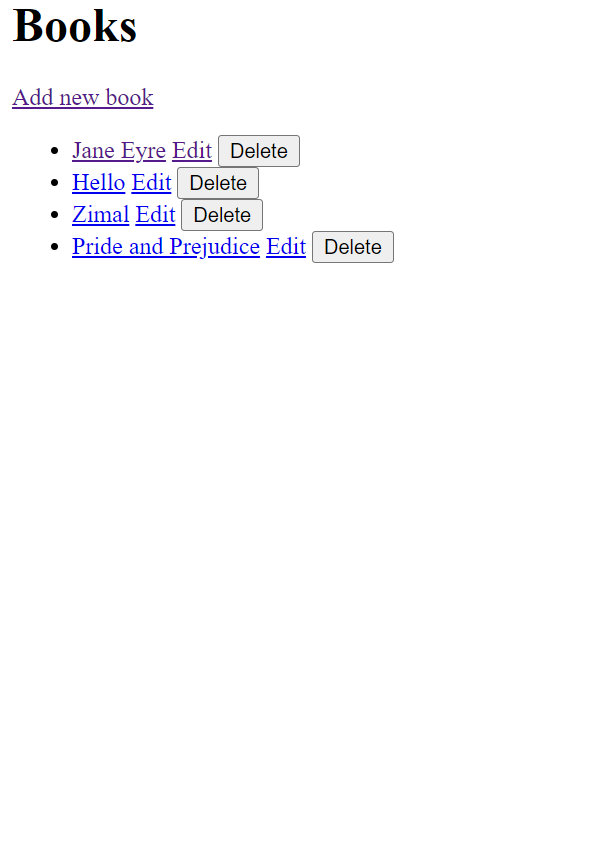 Books
Add new book
Jane Eyre Edit Delete
Hello Edit Delete
Zimal Edit Delete
Pride and Prejudice Edit Delete